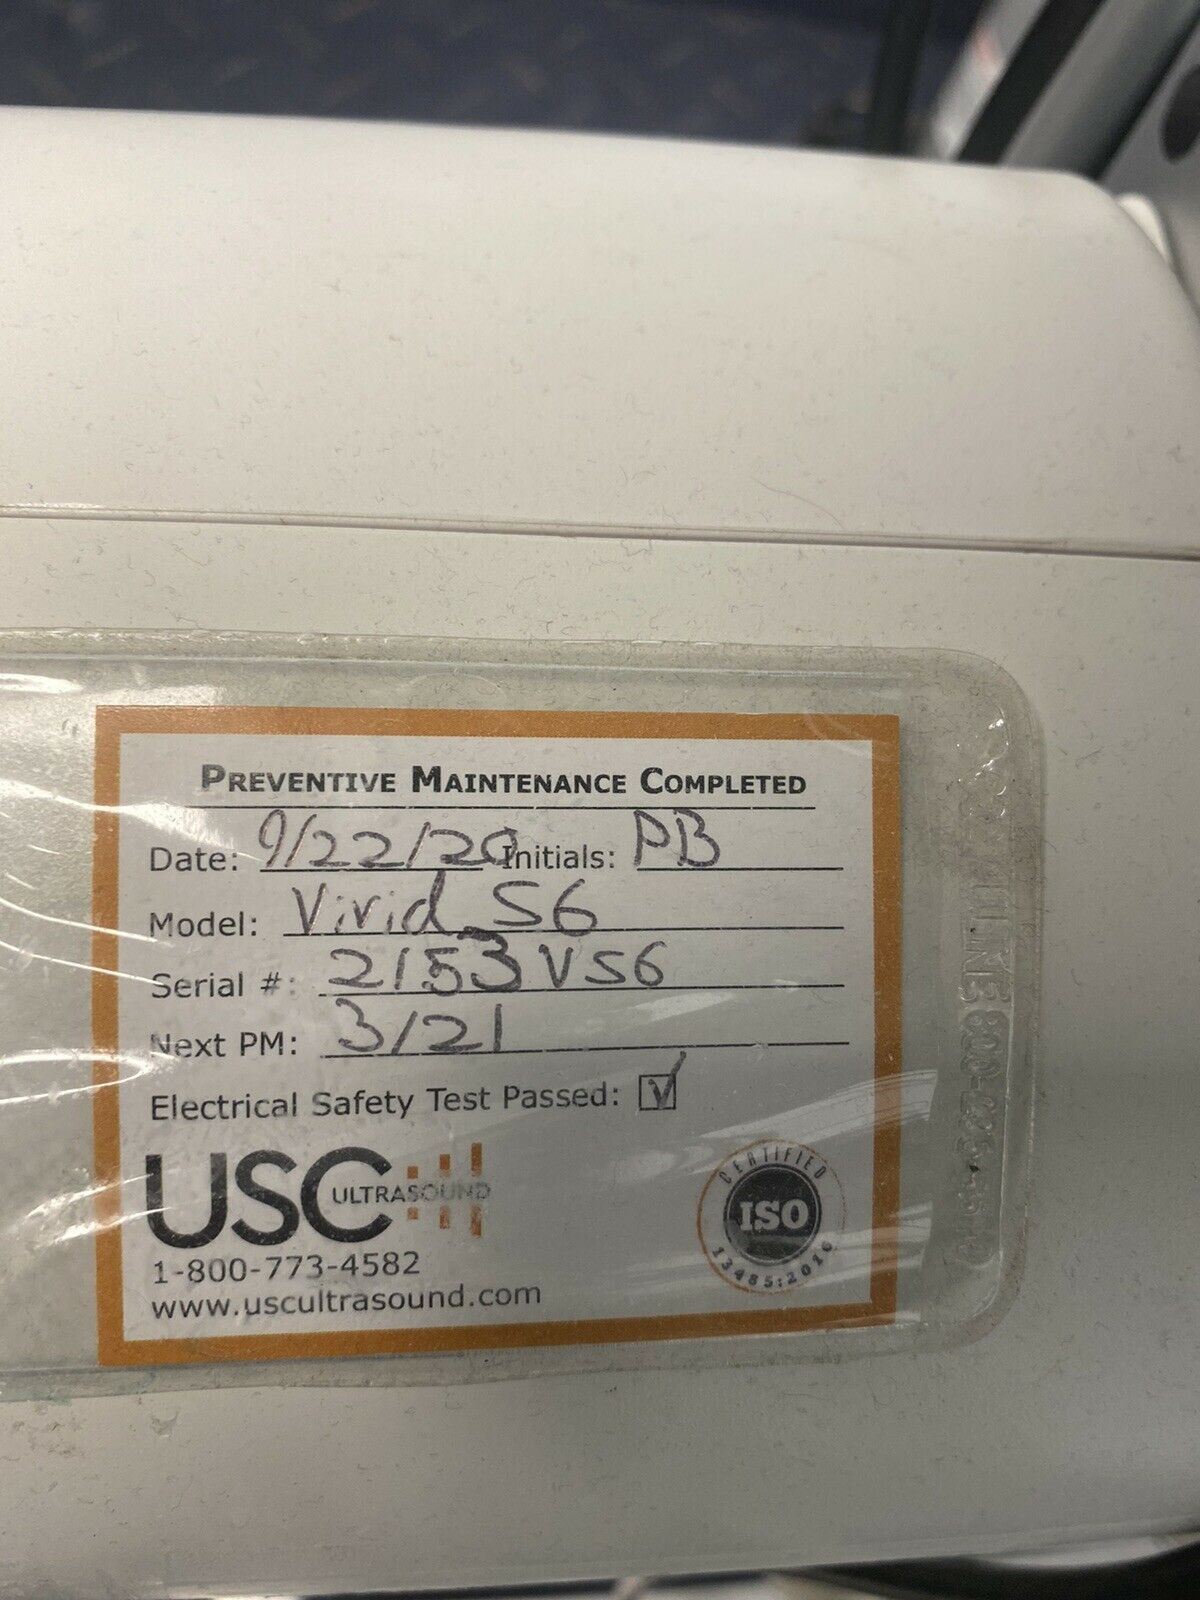 PREVENTIVE MAINTENANCE COMPLETED
Date: 9/22/20 Initials: PB
Model: Vivid S6
Serial #: 2153VS6
Next PM: 3/21
Electrical Safety Test Passed: ✓
USC ULTRASOUND
1-800-773-4582
www.uscultrasound.com
CERTIFIED
ISO
13485:2016